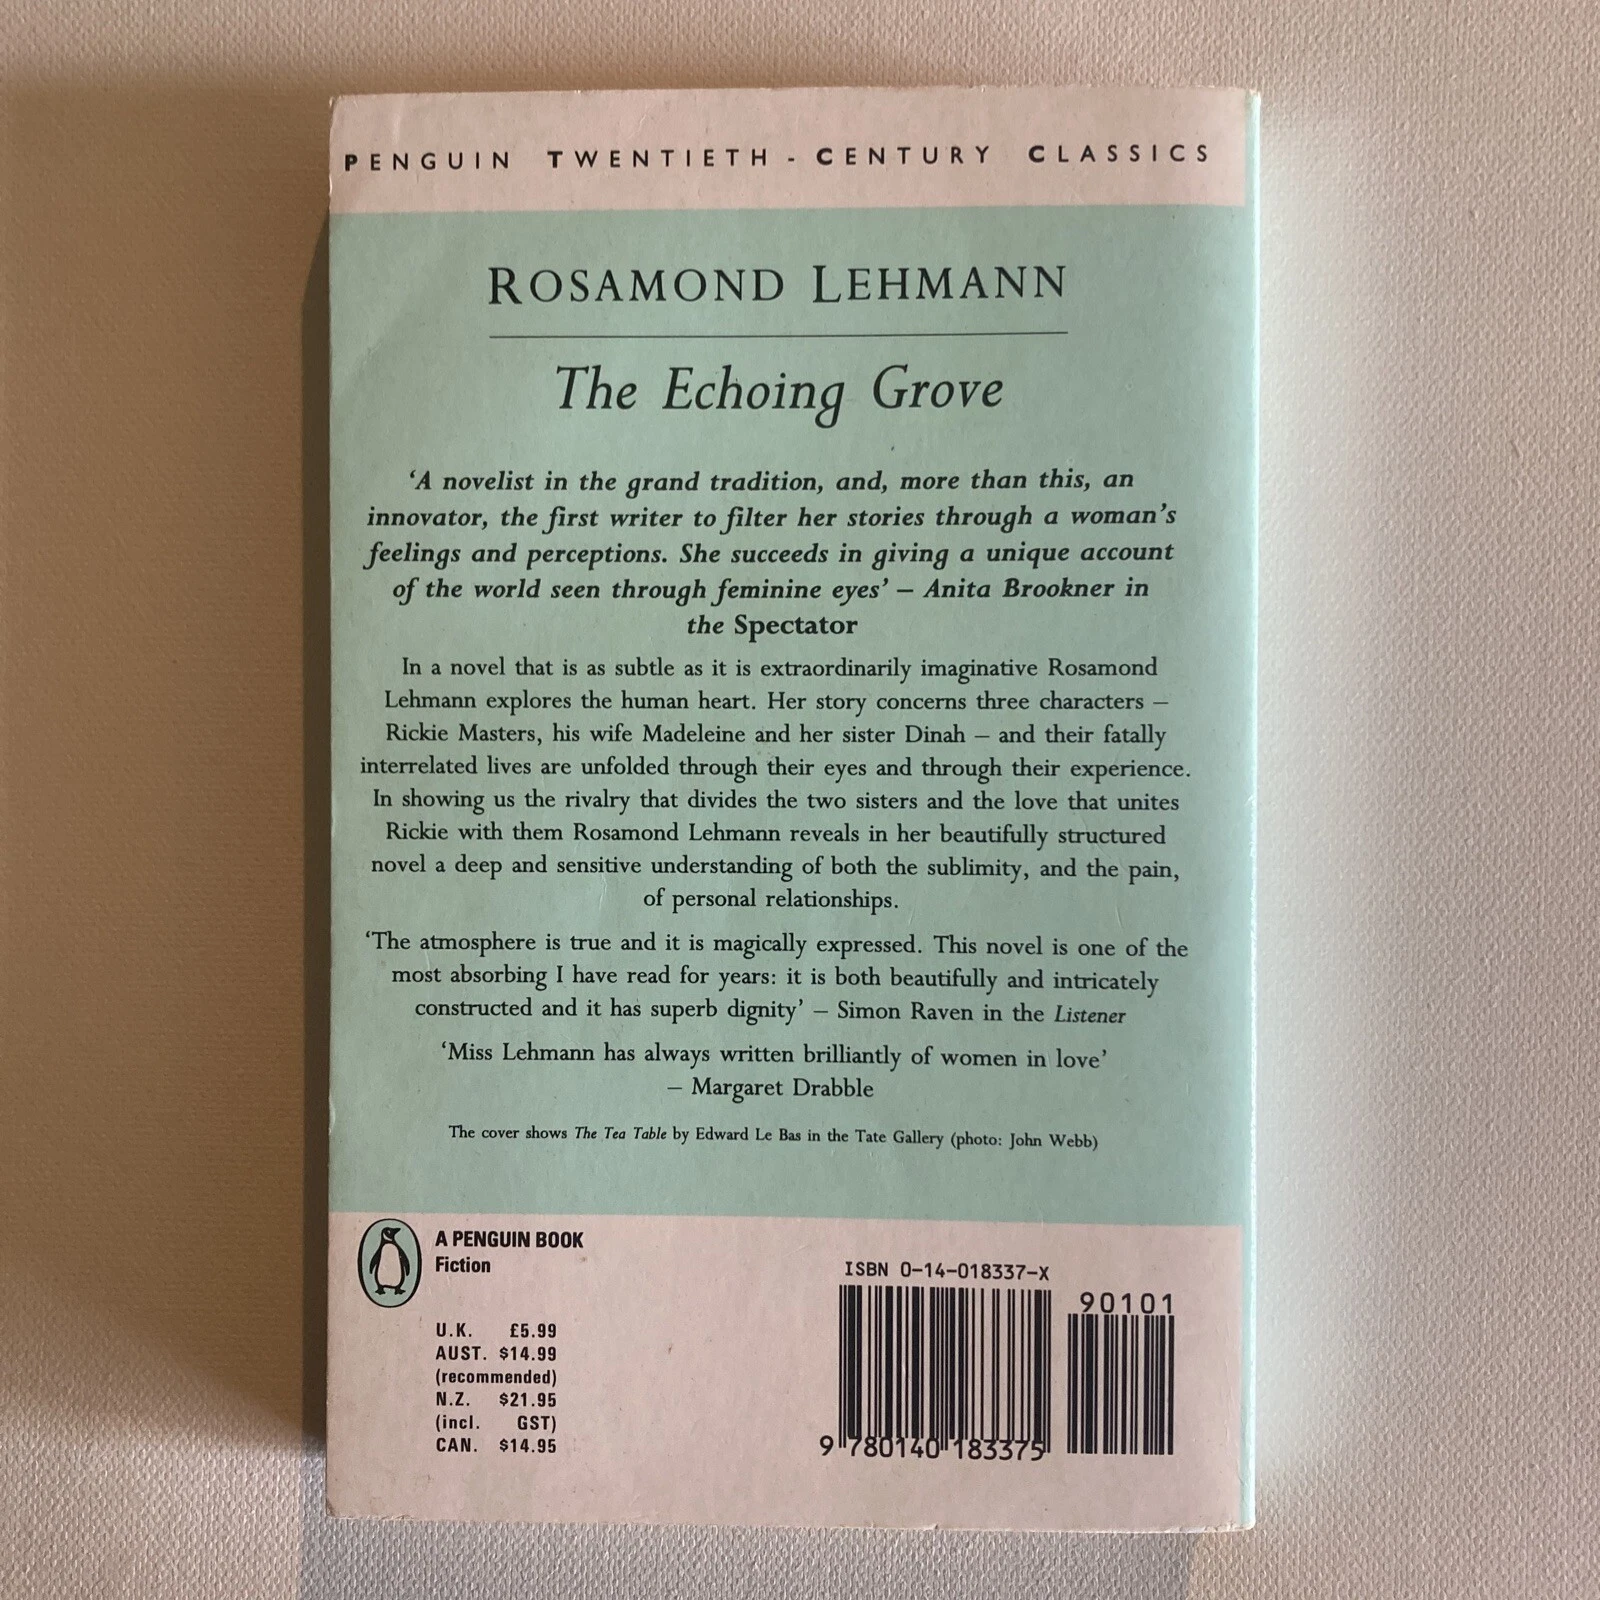 PENGUIN TWENTIETH-CENTURY CLASSICS
ROSAMOND LEHMANN
The Echoing Grove
‘A novelist in the grand tradition, and, more than this, an
innovator, the first writer to filter her stories through a woman’s
feelings and perceptions. She succeeds in giving a unique account
of the world seen through feminine eyes’ – Anita Brookner in
the Spectator
In a novel that is as subtle as it is extraordinarily imaginative Rosamond
Lehmann explores the human heart. Her story concerns three characters –
Rickie Masters, his wife Madeleine and her sister Dinah – and their fatally
interrelated lives are unfolded through their eyes and through their experience.
In showing us the rivalry that divides the two sisters and the love that unites
Rickie with them Rosamond Lehmann reveals in her beautifully structured
novel a deep and sensitive understanding of both the sublimity, and the pain,
of personal relationships.
‘The atmosphere is true and it is magically expressed. This novel is one of the
most absorbing I have read for years: it is both beautifully and intricately
constructed and it has superb dignity’ – Simon Raven in the Listener
‘Miss Lehmann has always written brilliantly of women in love’
– Margaret Drabble
The cover shows The Tea Table by Edward Le Bas in the Tate Gallery (photo: John Webb)
A PENGUIN BOOK
Fiction
U.K. £5.99
AUST. $14.99
(recommended)
N.Z. $21.95
(incl. GST)
CAN. $14.95
ISBN 0-14-018337-X
90101
9 780140 183375